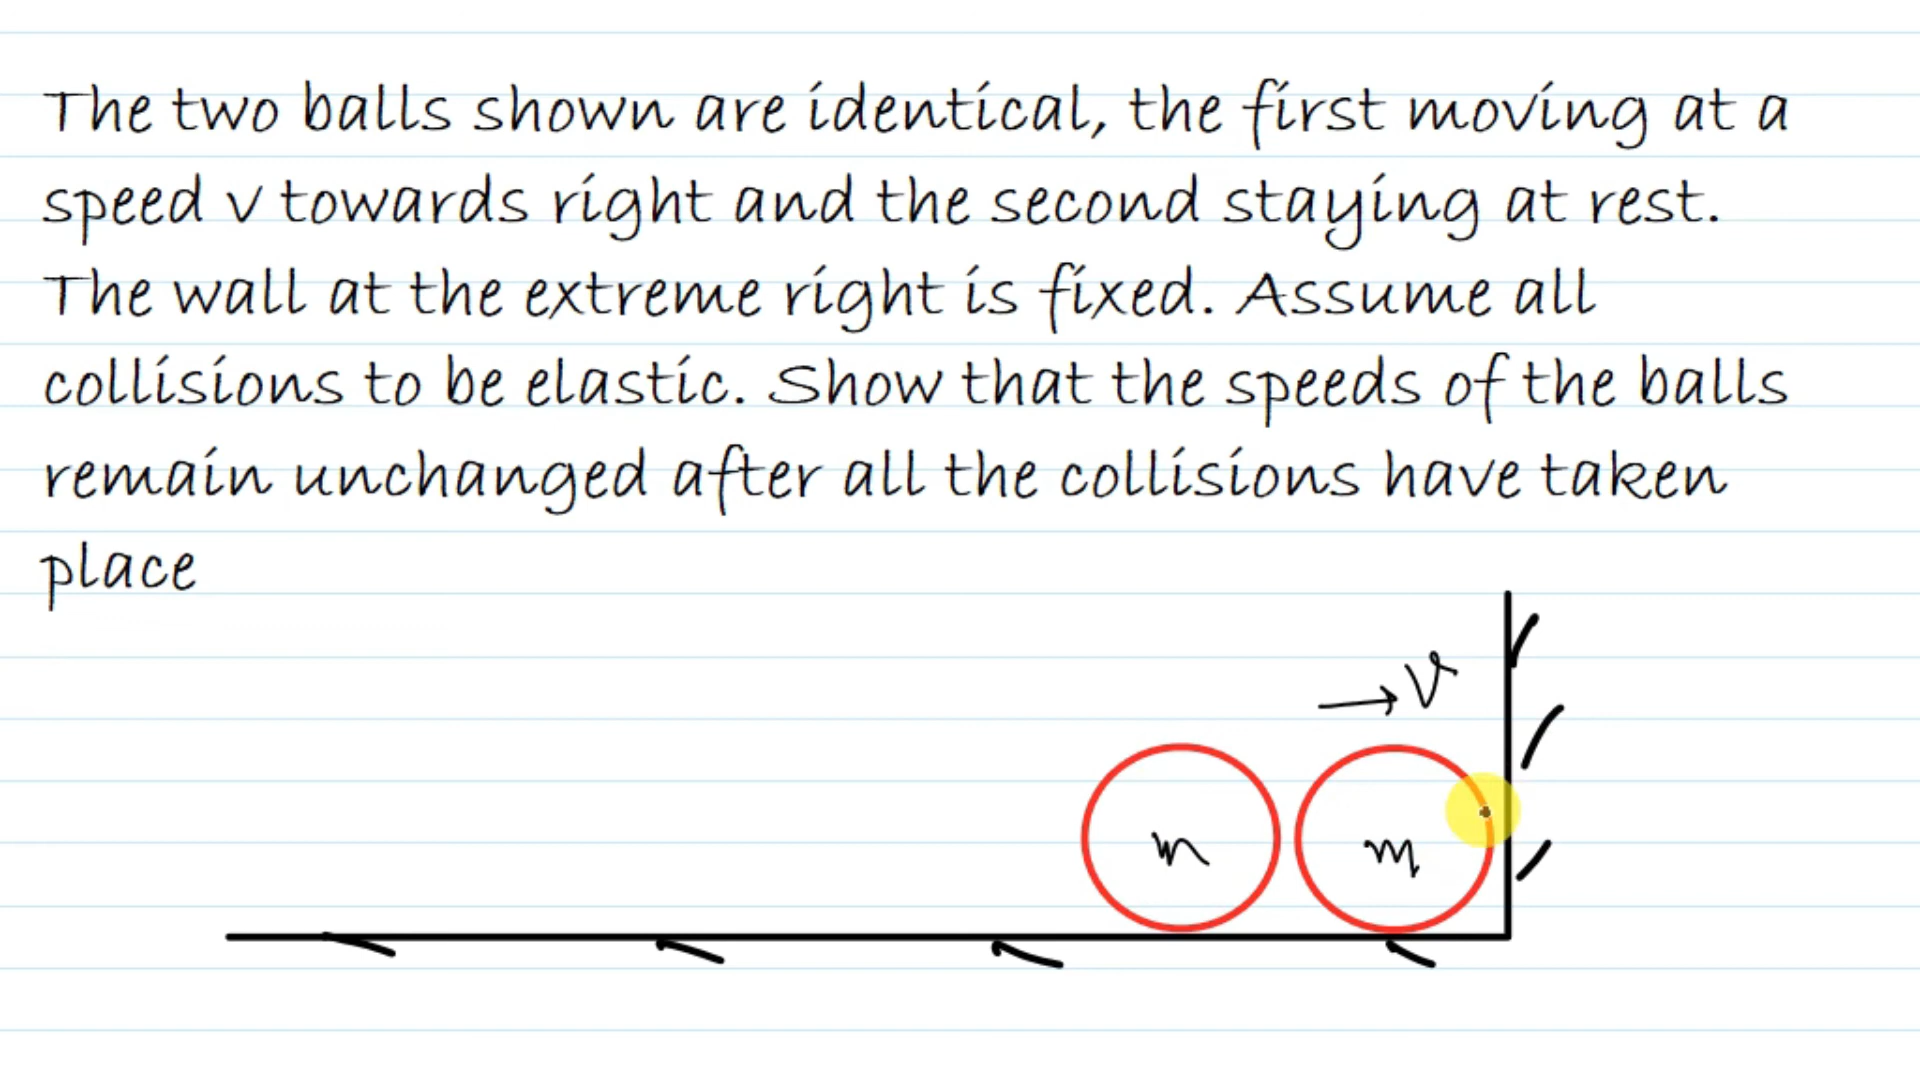 The two balls shown are identical, the first moving at a
speed v towards right and the second staying at rest.
The wall at the extreme right is fixed. Assume all
collisions to be elastic. Show that the speeds of the balls
remain unchanged after all the collisions have taken
place
→ v
m m